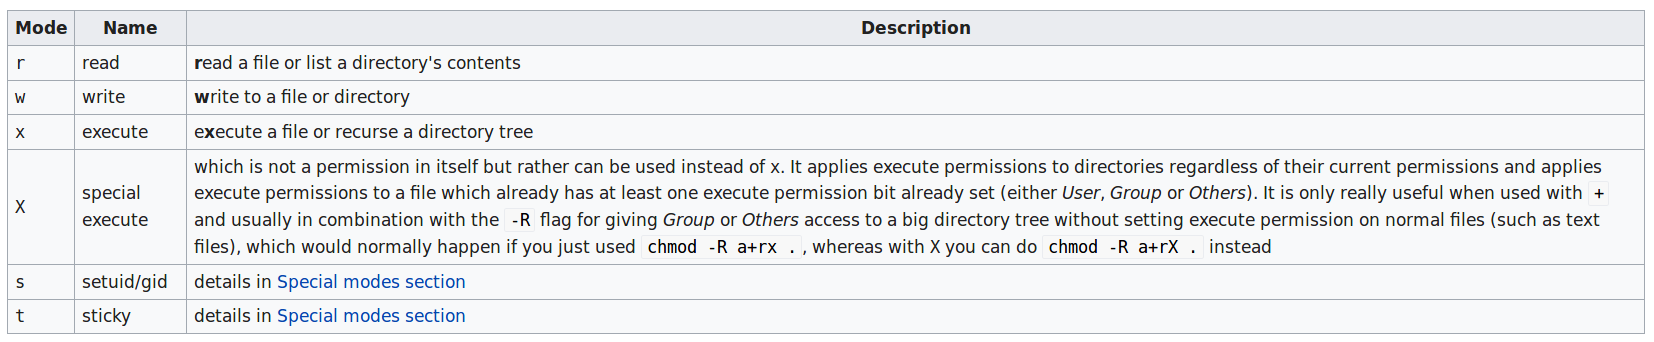 Mode Name Description
r read read a file or list a directory's contents
w write write to a file or directory
x execute execute a file or recurse a directory tree
X special execute which is not a permission in itself but rather can be used instead of x. It applies execute permissions to directories regardless of their current permissions and applies
execute permissions to a file which already has at least one execute permission bit already set (either User, Group or Others). It is only really useful when used with +
and usually in combination with the -R flag for giving Group or Others access to a big directory tree without setting execute permission on normal files (such as text
files), which would normally happen if you just used chmod -R a+rx ., whereas with X you can do chmod -R a+rX . instead
s setuid/gid details in Special modes section
t sticky details in Special modes section